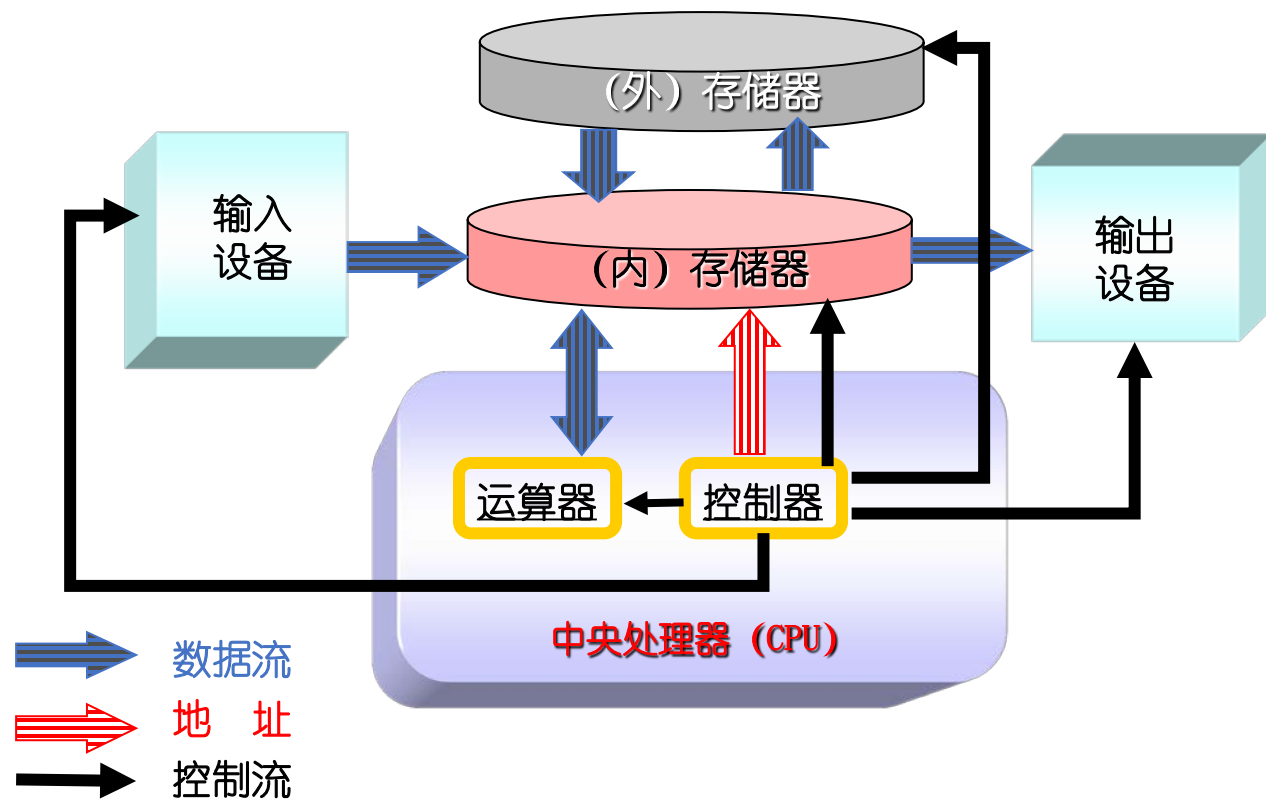 （外）存储器
输入
设备
（内）存储器
输出
设备
运算器
控制器
中央处理器（CPU）
数据流
地 址
控制流